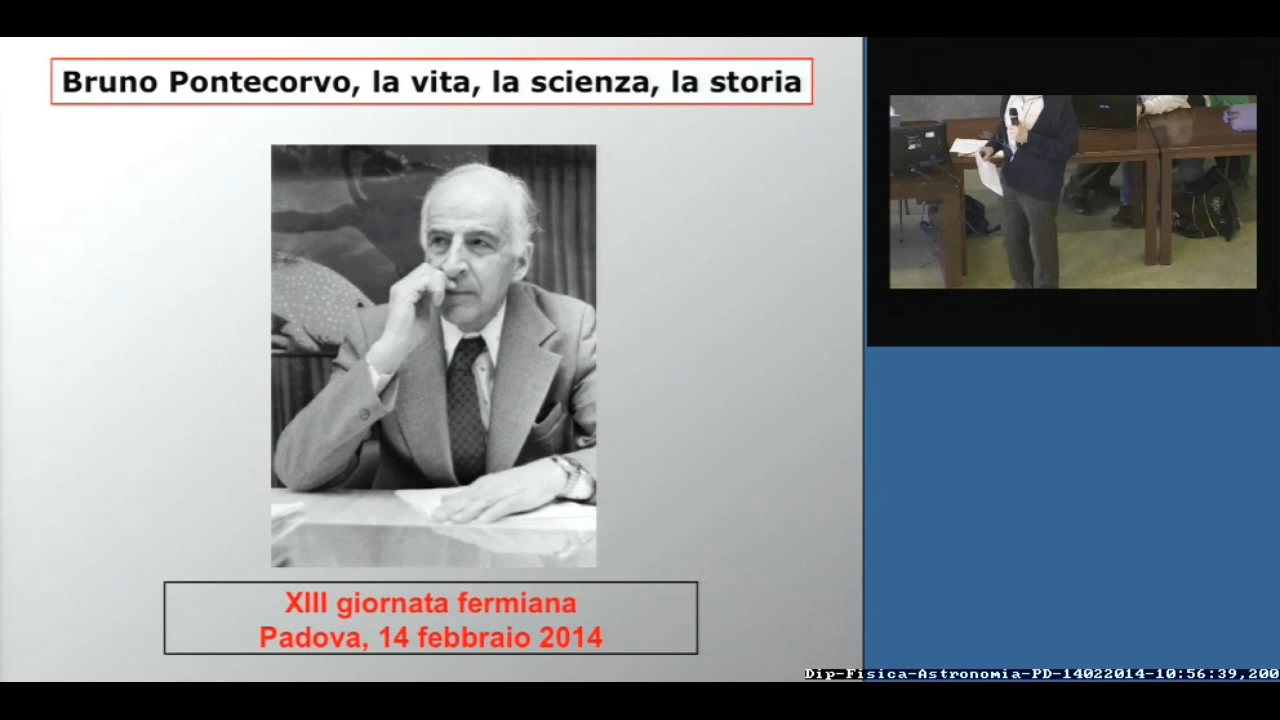 Bruno Pontecorvo, la vita, la scienza, la storia
XIII giornata fermiana
Padova, 14 febbraio 2014
Dip-Fisica-Astronomia-PD-14022014-10:56:39,200